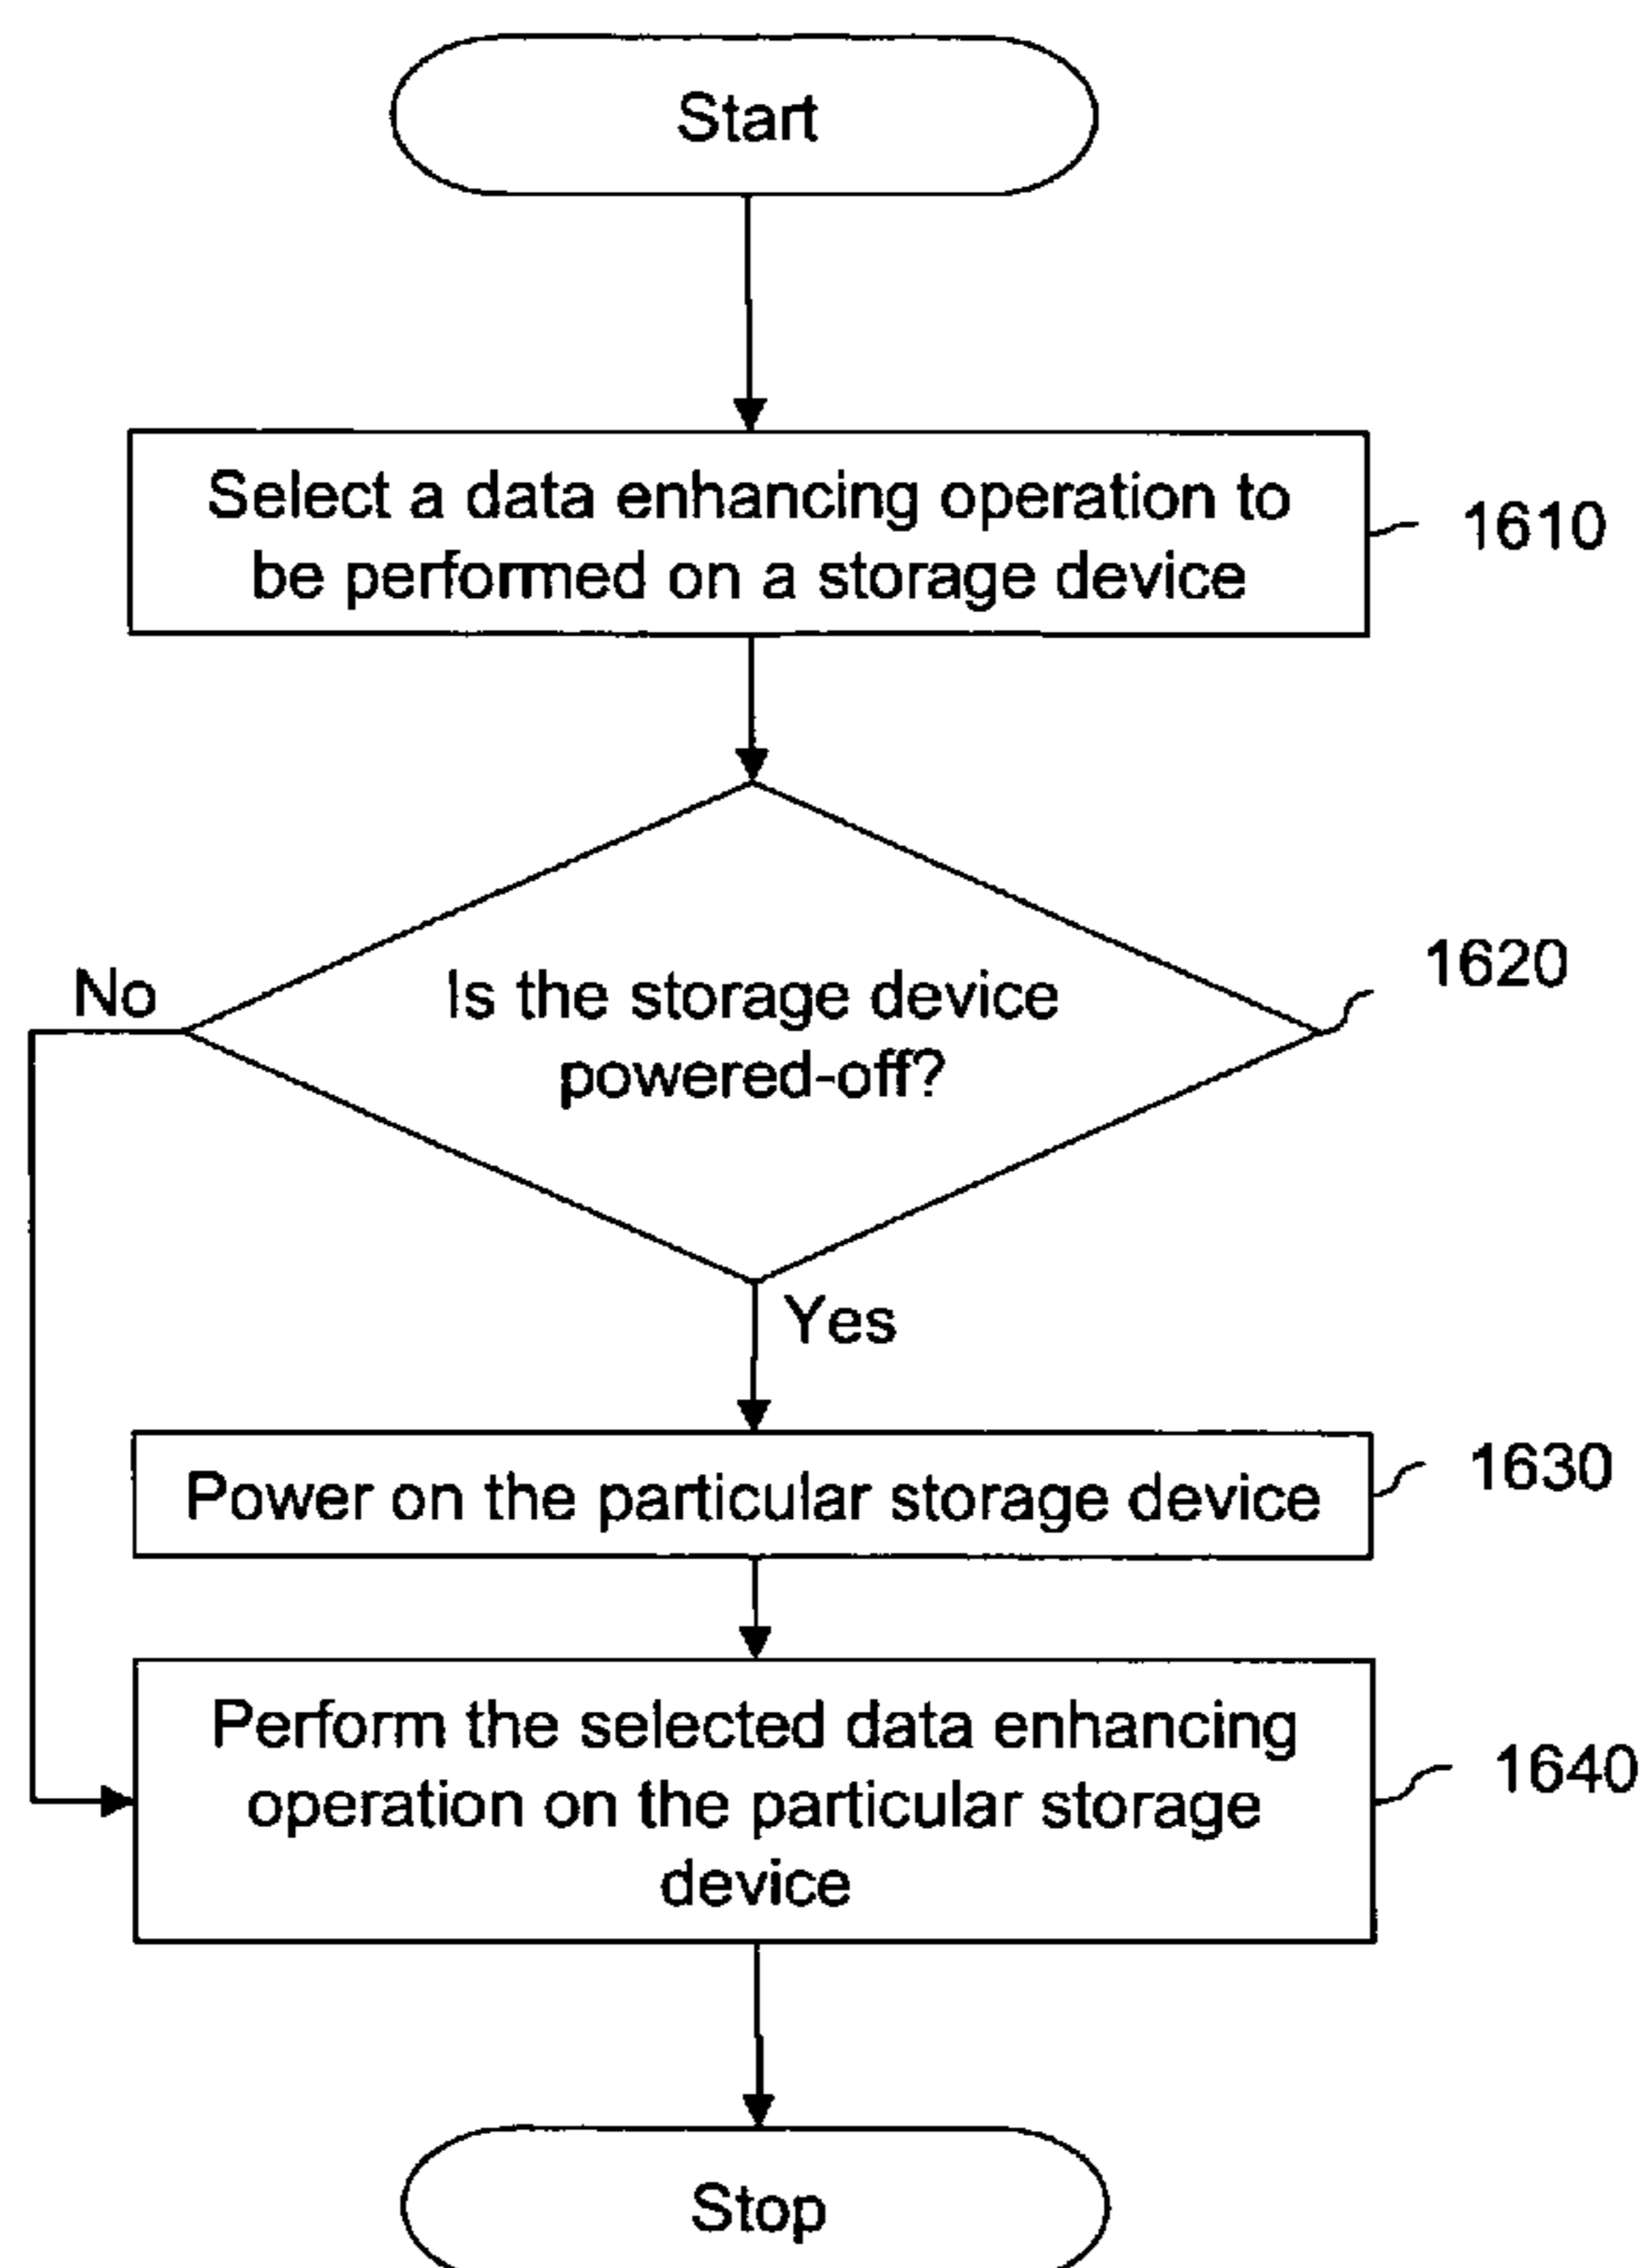 Start
Select a data enhancing operation to
be performed on a storage device
1610
No
Is the storage device
powered-off?
1620
Yes
Power on the particular storage device
1630
Perform the selected data enhancing
operation on the particular storage
device
1640
Stop